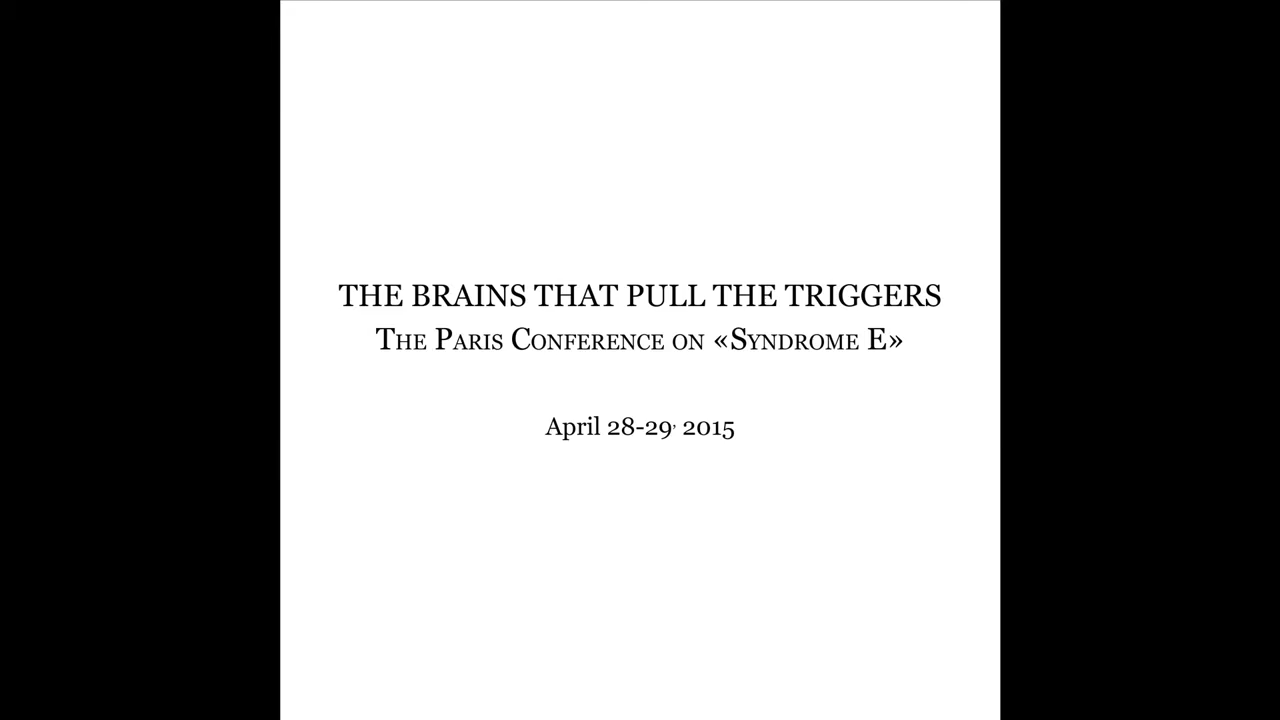 THE BRAINS THAT PULL THE TRIGGERS
The Paris Conference on «Syndrome E»
April 28-29, 2015